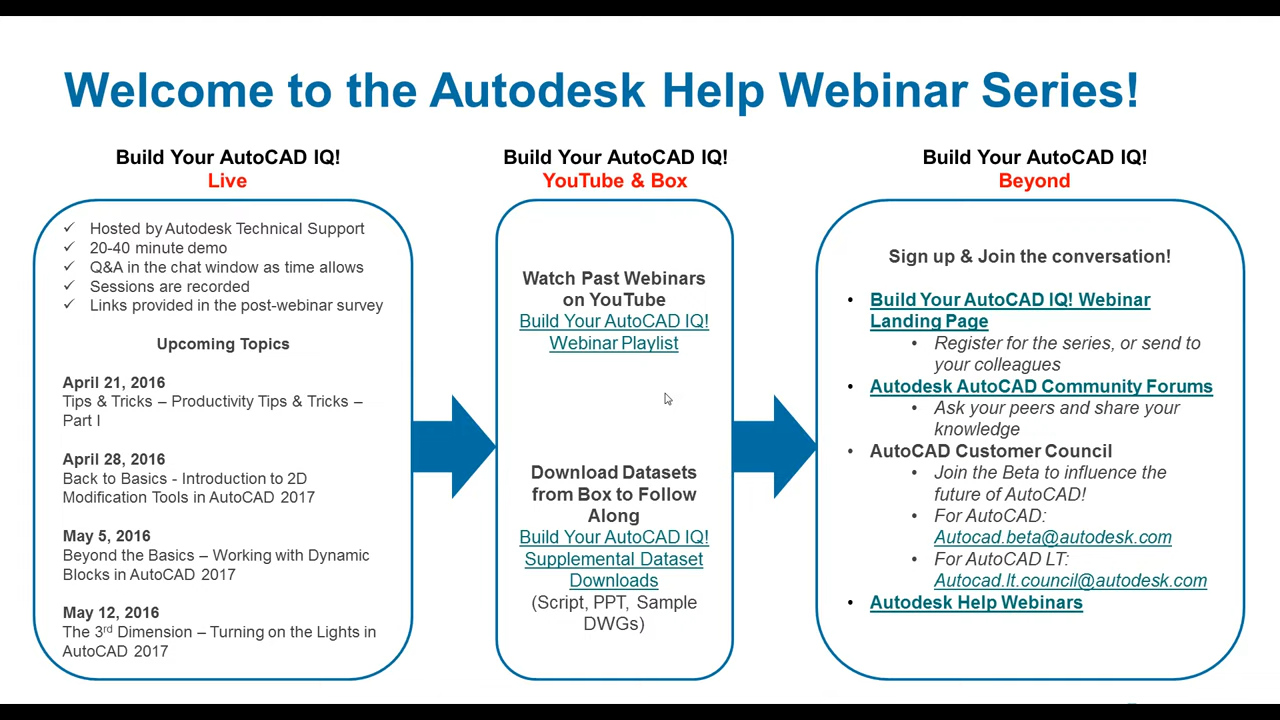 Welcome to the Autodesk Help Webinar Series!
Build Your AutoCAD IQ!
Live
✓ Hosted by Autodesk Technical Support
✓ 20-40 minute demo
✓ Q&A in the chat window as time allows
✓ Sessions are recorded
✓ Links provided in the post-webinar survey
Upcoming Topics
April 21, 2016
Tips & Tricks – Productivity Tips & Tricks –
Part I
April 28, 2016
Back to Basics - Introduction to 2D
Modification Tools in AutoCAD 2017
May 5, 2016
Beyond the Basics – Working with Dynamic
Blocks in AutoCAD 2017
May 12, 2016
The 3rd Dimension – Turning on the Lights in
AutoCAD 2017
Build Your AutoCAD IQ!
YouTube & Box
Watch Past Webinars
on YouTube
Build Your AutoCAD IQ!
Webinar Playlist
Download Datasets
from Box to Follow
Along
Build Your AutoCAD IQ!
Supplemental Dataset
Downloads
(Script, PPT, Sample
DWGs)
Build Your AutoCAD IQ!
Beyond
Sign up & Join the conversation!
• Build Your AutoCAD IQ! Webinar
Landing Page
• Register for the series, or send to
your colleagues
• Autodesk AutoCAD Community Forums
• Ask your peers and share your
knowledge
• AutoCAD Customer Council
• Join the Beta to influence the
future of AutoCAD!
• For AutoCAD:
Autocad.beta@autodesk.com
• For AutoCAD LT:
Autocad.lt.council@autodesk.com
• Autodesk Help Webinars